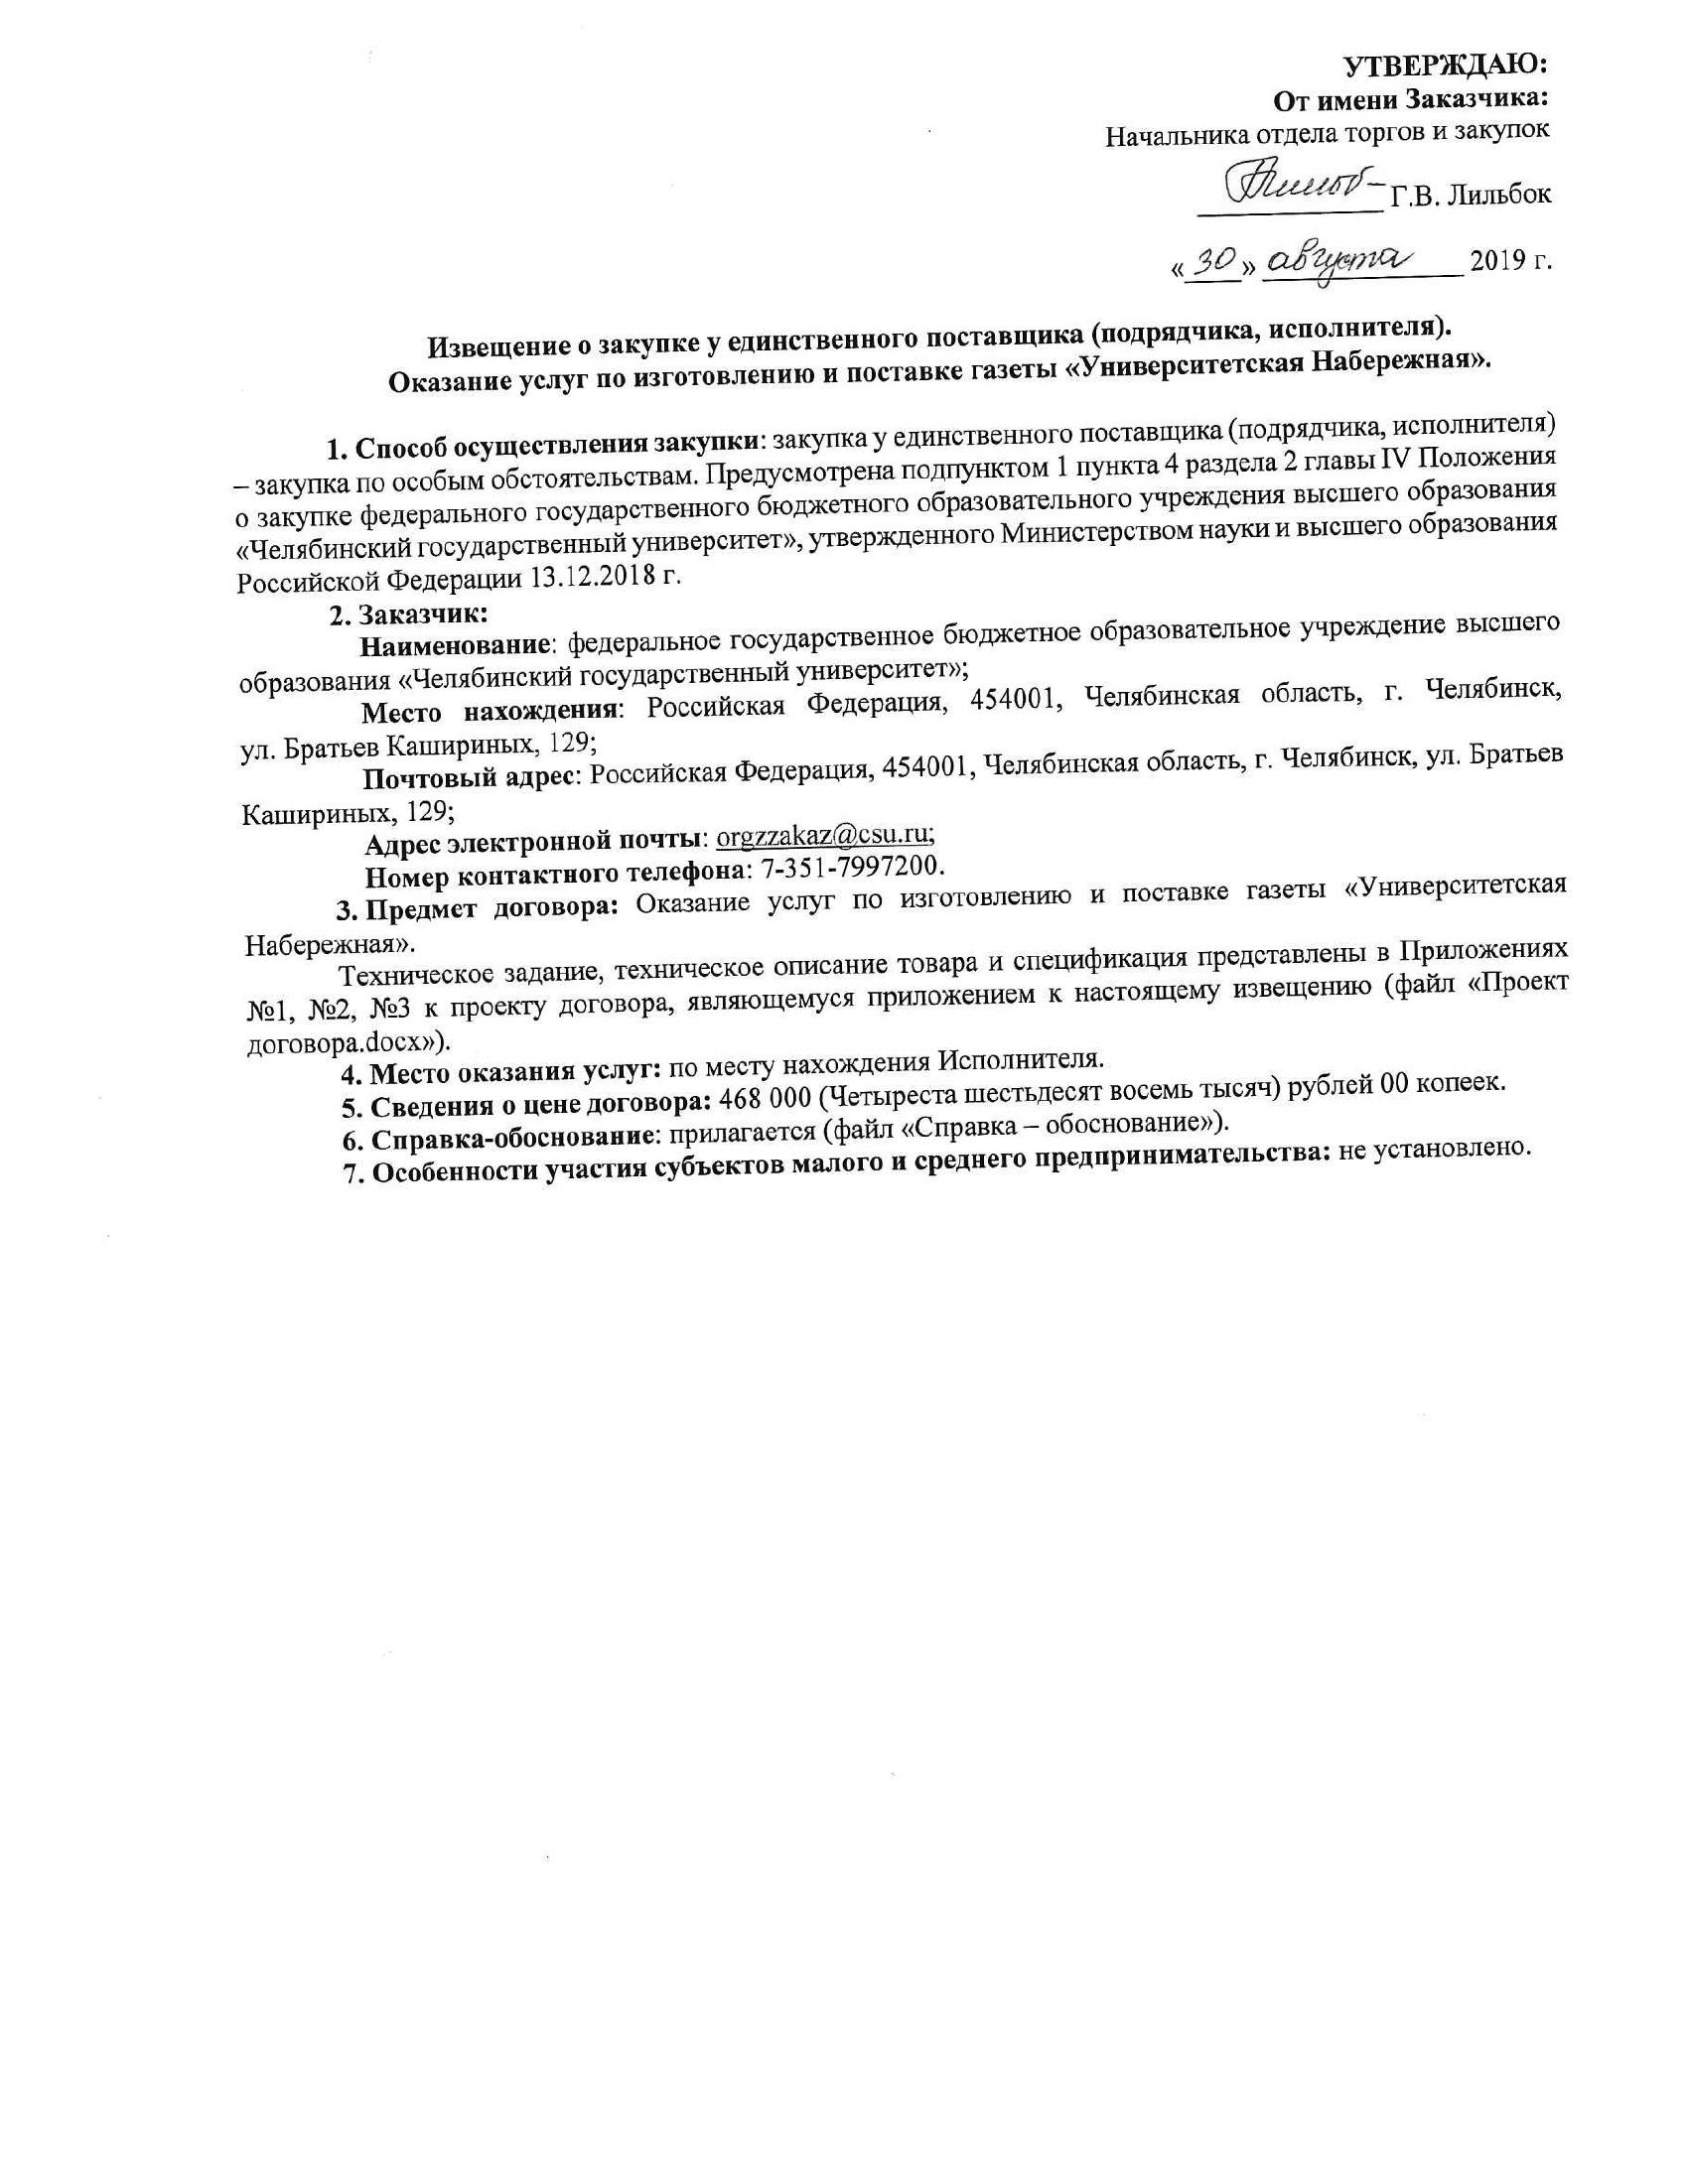 УТВЕРЖДАЮ:
От имени Заказчика:
Начальника отдела торгов и закупок
Г.В. Лильбок
«30» августа 2019 г.
Извещение о закупке у единственного поставщика (подрядчика, исполнителя).
Оказание услуг по изготовлению и поставке газеты «Университетская Набережная».
1. Способ осуществления закупки: закупка у единственного поставщика (подрядчика, исполнителя)
– закупка по особым обстоятельствам. Предусмотрена подпунктом 1 пункта 4 раздела 2 главы IV Положения
о закупке федерального государственного бюджетного образовательного учреждения высшего образования
«Челябинский государственный университет», утвержденного Министерством науки и высшего образования
Российской Федерации 13.12.2018 г.
2. Заказчик:
Наименование: федеральное государственное бюджетное образовательное учреждение высшего
образования «Челябинский государственный университет»;
Место нахождения: Российская Федерация, 454001, Челябинская область, г. Челябинск,
ул. Братьев Кашириных, 129;
Почтовый адрес: Российская Федерация, 454001, Челябинская область, г. Челябинск, ул. Братьев
Кашириных, 129;
Адрес электронной почты: orgzzakaz@csu.ru;
Номер контактного телефона: 7-351-7997200.
3. Предмет договора: Оказание услуг по изготовлению и поставке газеты «Университетская
Набережная».
Техническое задание, техническое описание товара и спецификация представлены в Приложениях
№1, №2, №3 к проекту договора, являющемуся приложением к настоящему извещению (файл «Проект
договора.docx»).
4. Место оказания услуг: по месту нахождения Исполнителя.
5. Сведения о цене договора: 468 000 (Четыреста шестьдесят восемь тысяч) рублей 00 копеек.
6. Справка-обоснование: прилагается (файл «Справка – обоснование»).
7. Особенности участия субъектов малого и среднего предпринимательства: не установлено.